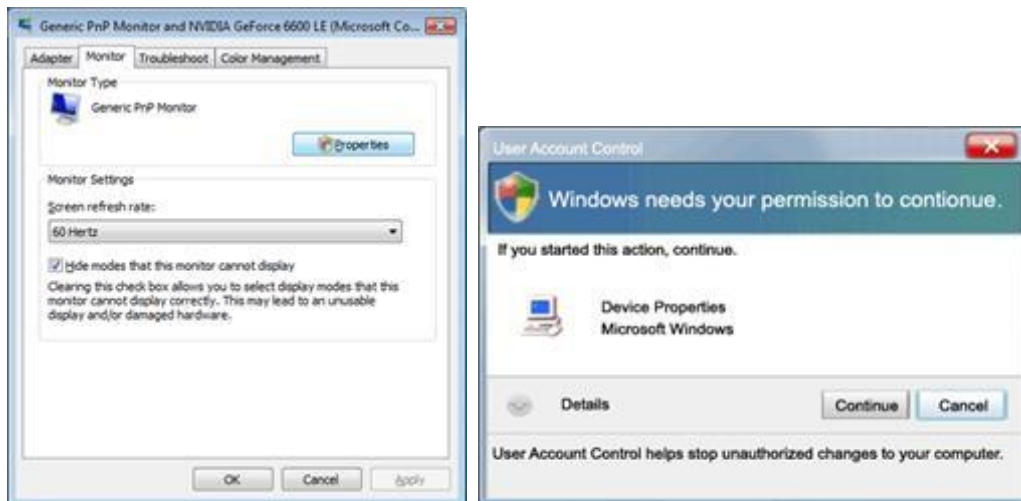 Generic PnP Monitor and NVIDIA GeForce 6600 LE (Microsoft Co...
Adapter Monitor Troubleshoot Color Management
Monitor Type
Generic PnP Monitor
Properties
Monitor Settings
Screen refresh rate:
60 Hertz
Hide modes that this monitor cannot display
Clearing this check box allows you to select display modes that this
monitor cannot display correctly. This may lead to an unusable
display and/or damaged hardware.
OK Cancel Apply
User Account Control
Windows needs your permission to contionue.
If you started this action, continue.
Device Properties
Microsoft Windows
Details Continue Cancel
User Account Control helps stop unauthorized changes to your computer.